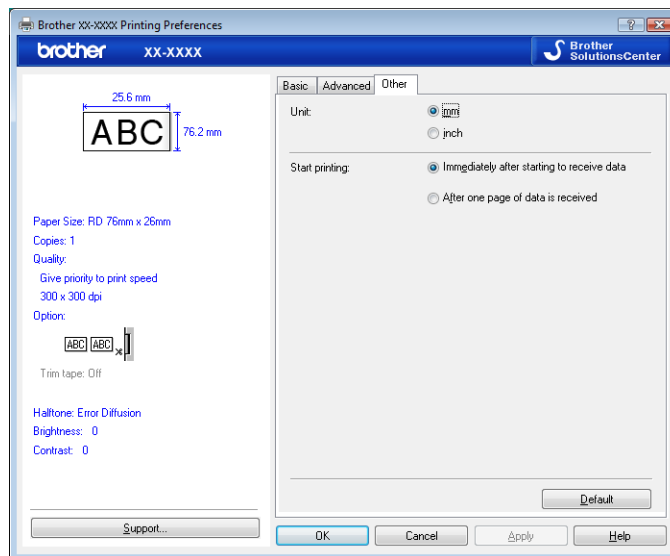 Brother XX-XXXX Printing Preferences
brother XX-XXXX
Brother
SolutionsCenter
25.6 mm
ABC
76.2 mm
Paper Size: RD 76mm x 26mm
Copies: 1
Quality:
Give priority to print speed
300 x 300 dpi
Option:
ABC ABC
Trim tape: Off
Halftone: Error Diffusion
Brightness: 0
Contrast: 0
Support...
Basic Advanced Other
Unit: mm
inch
Start printing: Immediately after starting to receive data
After one page of data is received
Default
OK Cancel Apply Help